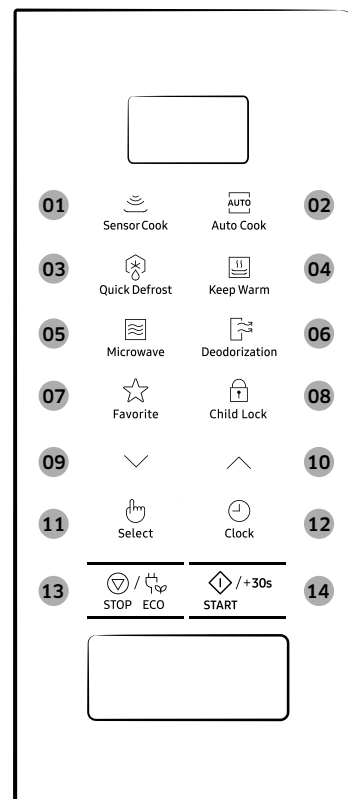 01 Sensor Cook AUTO Auto Cook 02
03 Quick Defrost Keep Warm 04
05 Microwave Deodorization 06
07 Favorite Child Lock 08
09 10
11 Select Clock 12
13 / /+30s 14
STOP ECO START